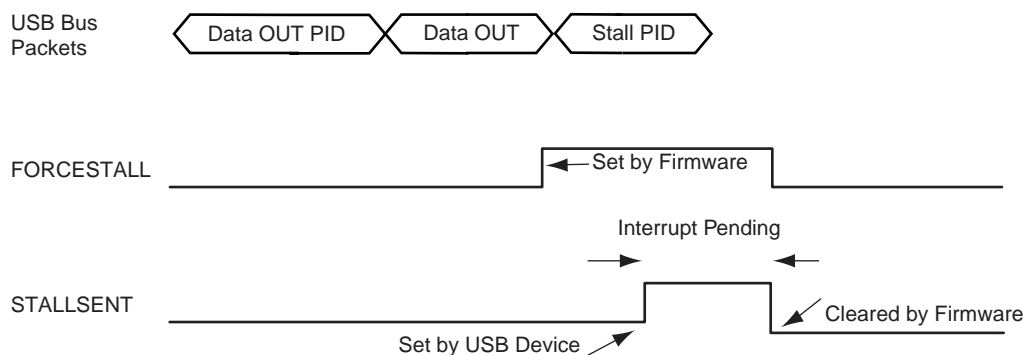 USB Bus
Packets
Data OUT PID
Data OUT
Stall PID
FORCESTALL
Set by Firmware
Interrupt Pending
STALLSENT
Cleared by Firmware
Set by USB Device